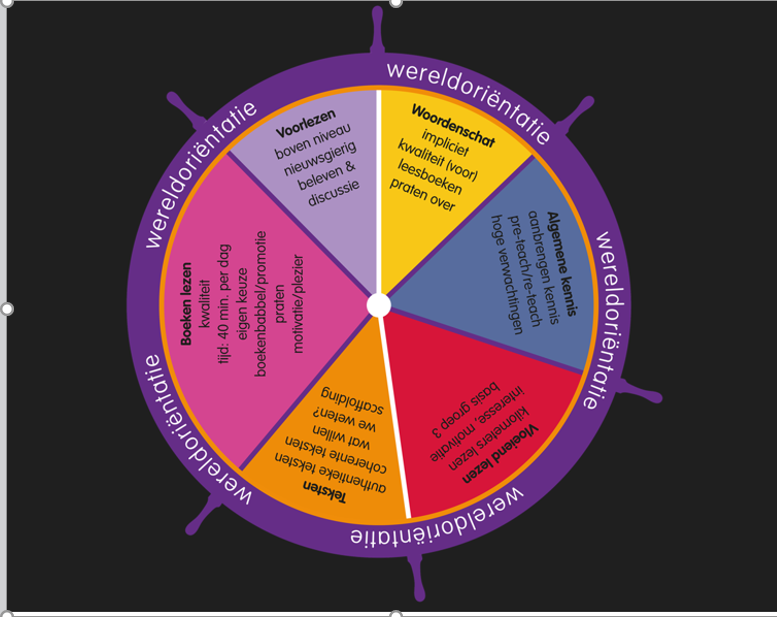 wereldoriëntatie
Woordenschat
impliciet
kwaliteit (voor)
leesboeken
praten over
wereldoriëntatie
Algemene kennis
aanbrengen kennis
pre-teach/re-teach
hoge verwachtingen
wereldoriëntatie
Vloeiend lezen
kilometers lezen
interesse, motivatie
basis groep 3
wereldoriëntatie
Teksten
authentieke teksten
coherente teksten
wat willen
we weten?
scaffolding
wereldoriëntatie
Boeken lezen
kwaliteit
tijd: 40 min. per dag
eigen keuze
boekenbabbel/promotie
praten
motivatie/plezier
Voorlezen
boven niveau
nieuwsgierig
beleven &
discussie